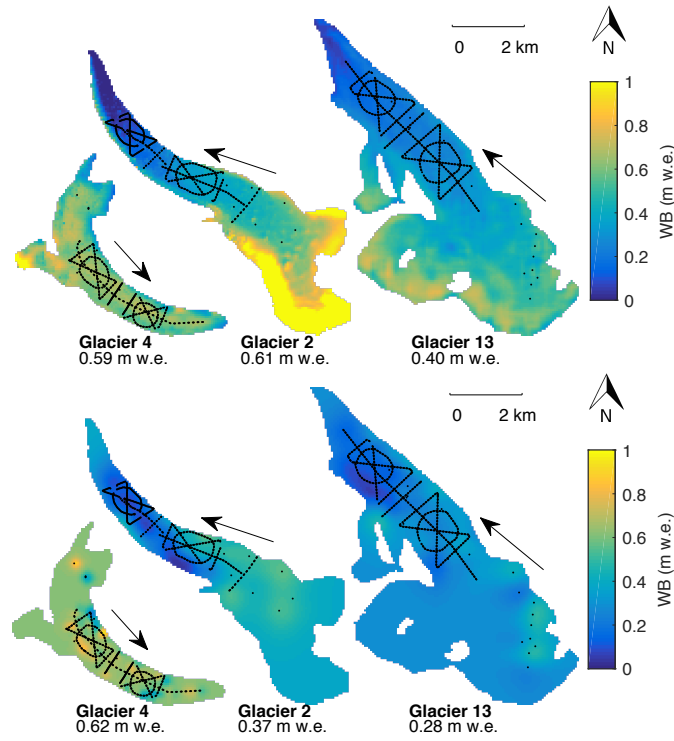 0 2 km
N
1
0.8
0.6
0.4
0.2
0
WB (m w.e.)
Glacier 4
0.59 m w.e.
Glacier 2
0.61 m w.e.
Glacier 13
0.40 m w.e.
0 2 km
N
1
0.8
0.6
0.4
0.2
0
WB (m w.e.)
Glacier 4
0.62 m w.e.
Glacier 2
0.37 m w.e.
Glacier 13
0.28 m w.e.